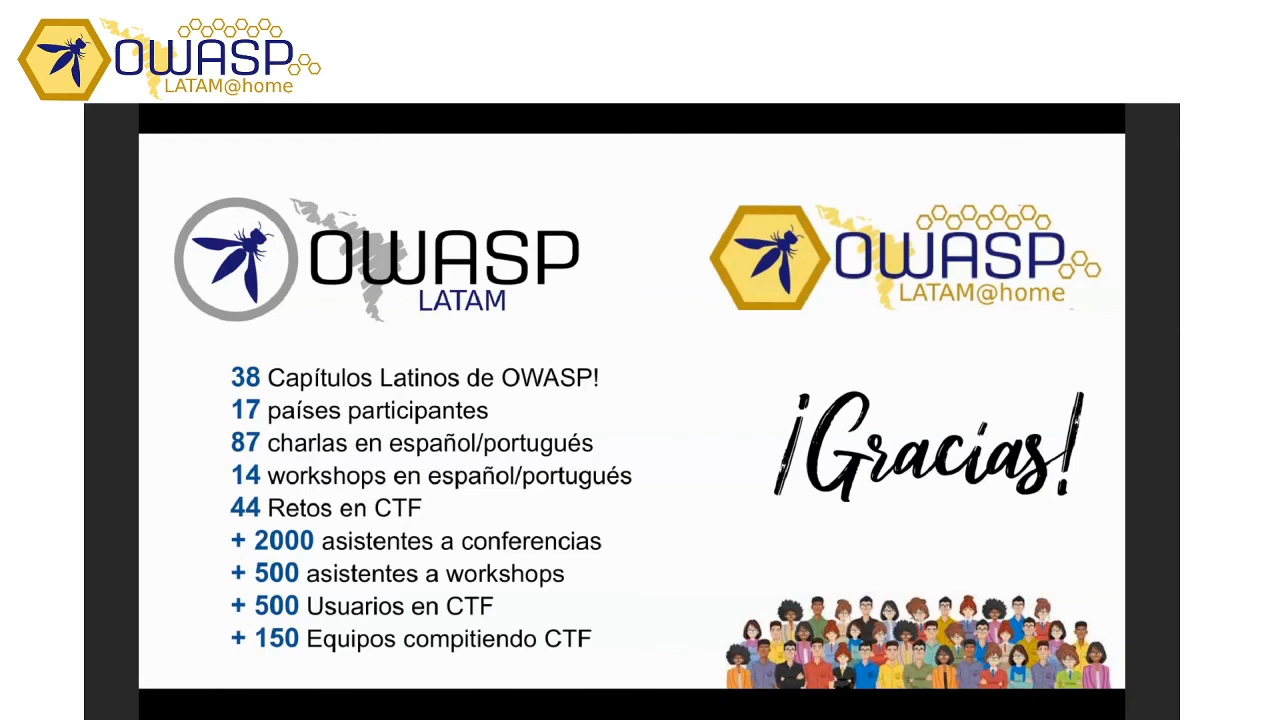 OWASP
LATAM@home
OWASP
LATAM
OWASP
LATAM@home
38 Capítulos Latinos de OWASP!
17 países participantes
87 charlas en español/portugués
14 workshops en español/portugués
44 Retos en CTF
+ 2000 asistentes a conferencias
+ 500 asistentes a workshops
+ 500 Usuarios en CTF
+ 150 Equipos compitiendo CTF
¡Gracias!